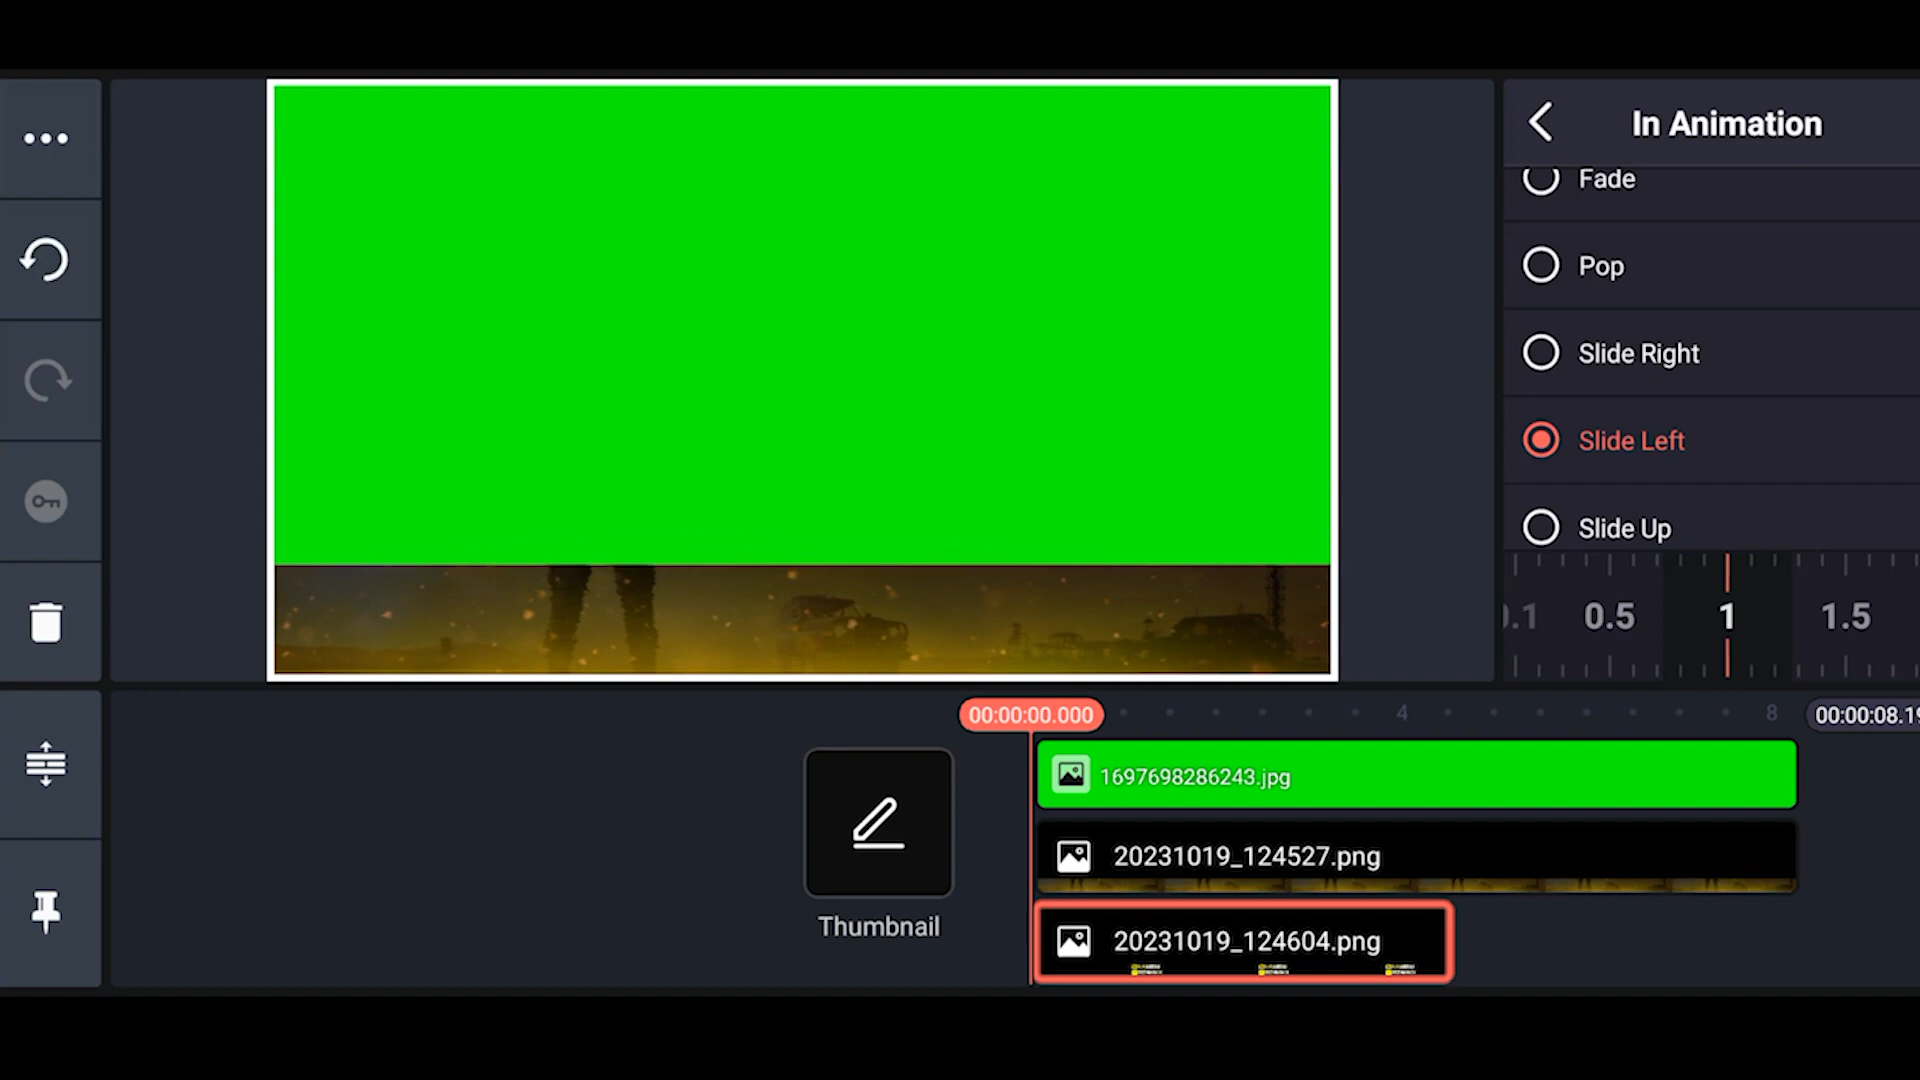 In Animation
Fade
Pop
Slide Right
Slide Left
Slide Up
0.5 1 1.5
00:00:00.000 4 8
1697698286243.jpg
20231019_124527.png
20231019_124604.png
Thumbnail